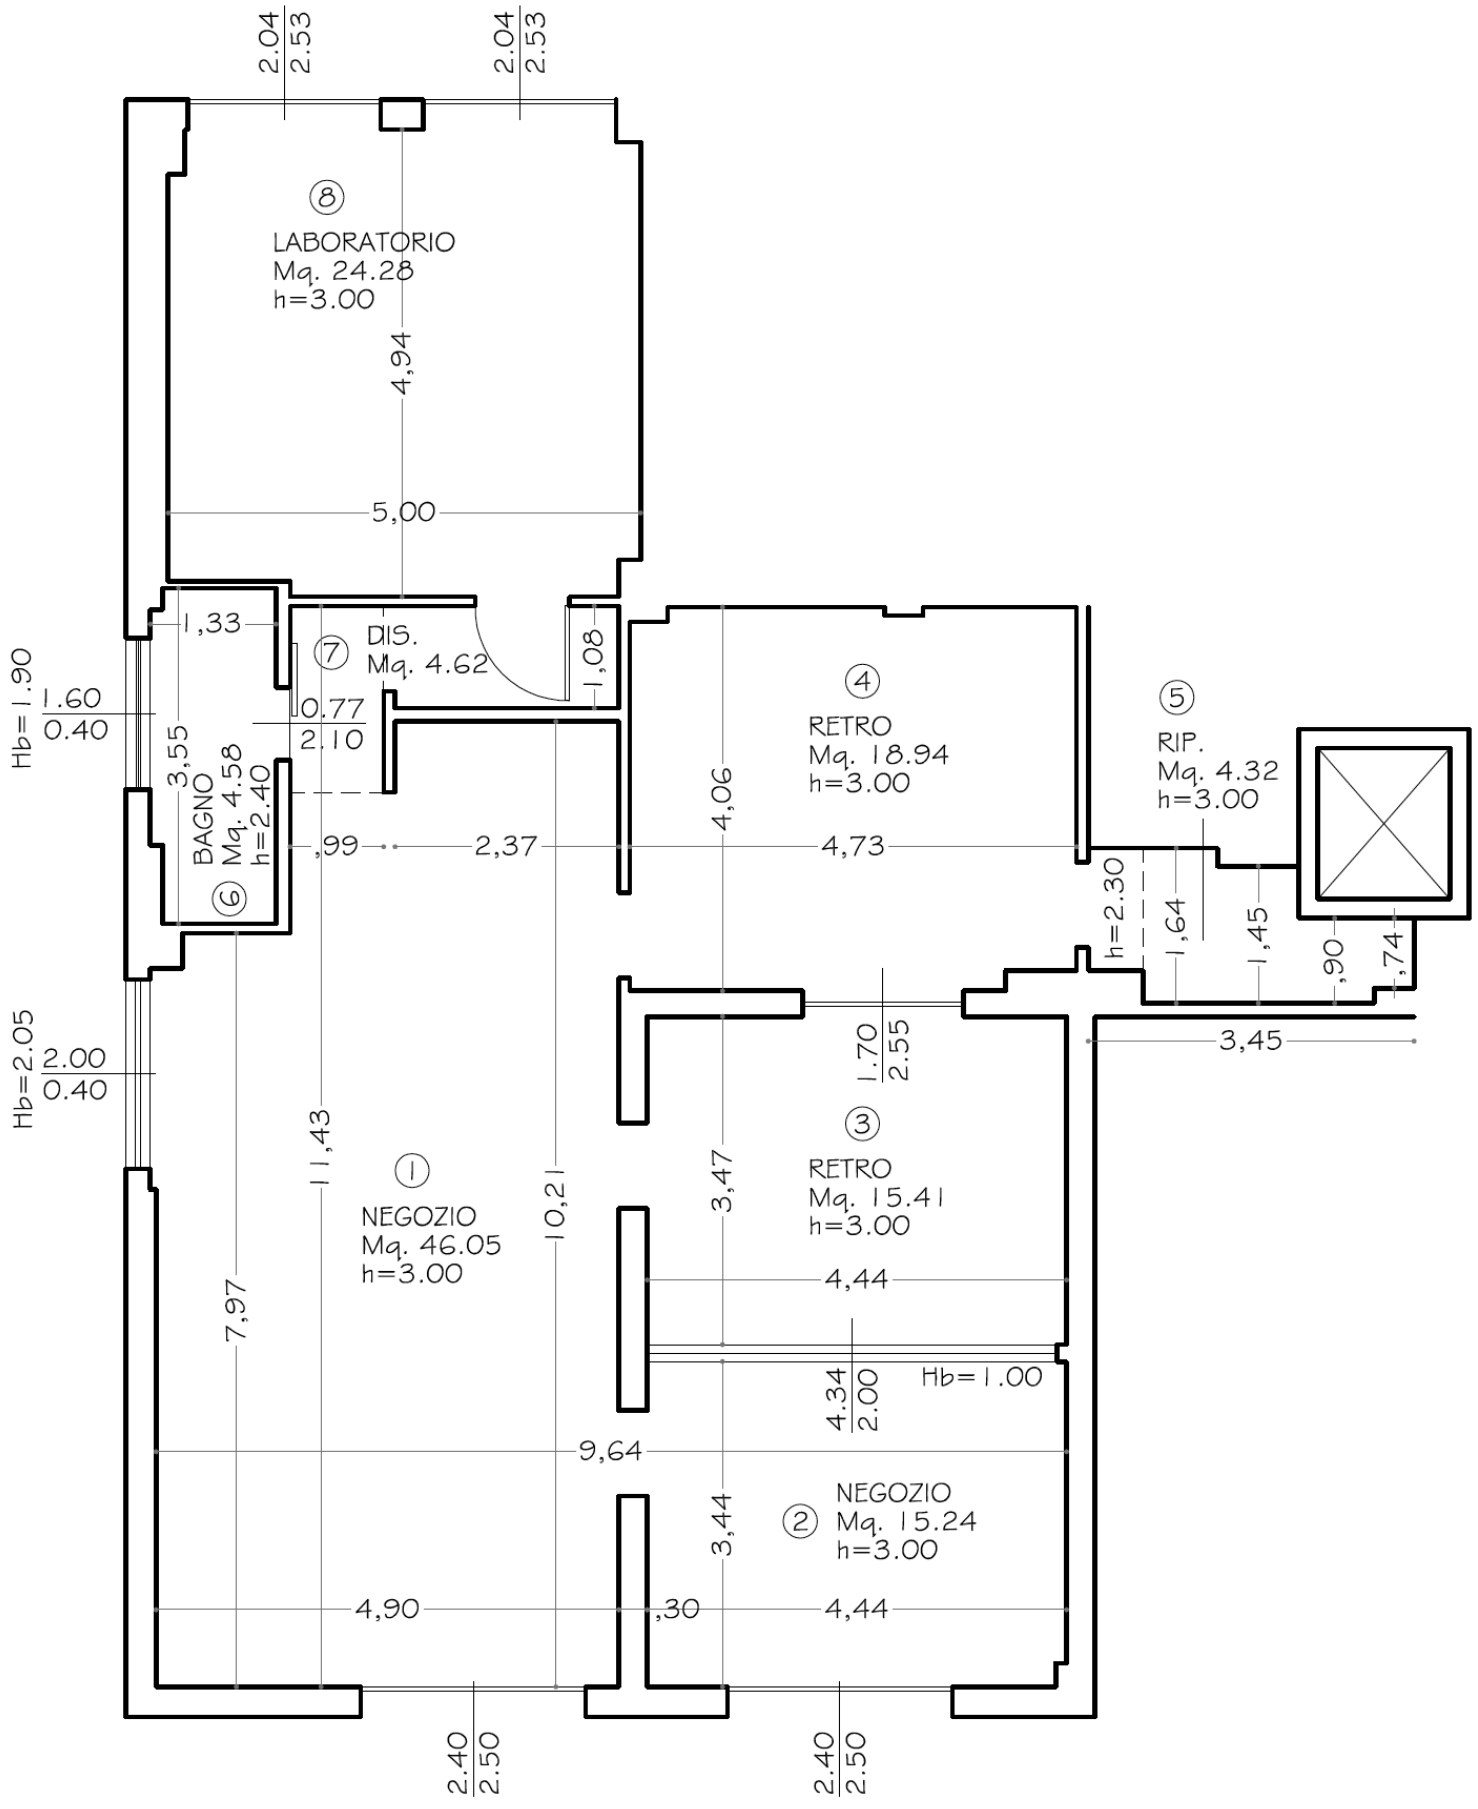 2.04
2.53
2.04
2.53
8
LABORATORIO
Mq. 24.28
h=3.00
4,94
5,00
1,33
7
DIS.
Mq. 4.62
1,08
Hb=1.90
1.60
0.40
3,55
BAGNO
Mq. 4.58
h=2.40
6
0.77
2.10
,99
2,37
4
RETRO
Mq. 18.94
h=3.00
4,06
4,73
5
RIP.
Mq. 4.32
h=3.00
h=2.30
1,64
1,45
,90
,74
3,45
Hb=2.05
2.00
0.40
1.70
2.55
11,43
10,21
7,97
1
NEGOZIO
Mq. 46.05
h=3.00
3
RETRO
Mq. 15.41
h=3.00
3,47
4,44
4.34
2.00
Hb=1.00
9,64
2
NEGOZIO
Mq. 15.24
h=3.00
3,44
4,90
,30
4,44
2.40
2.50
2.40
2.50